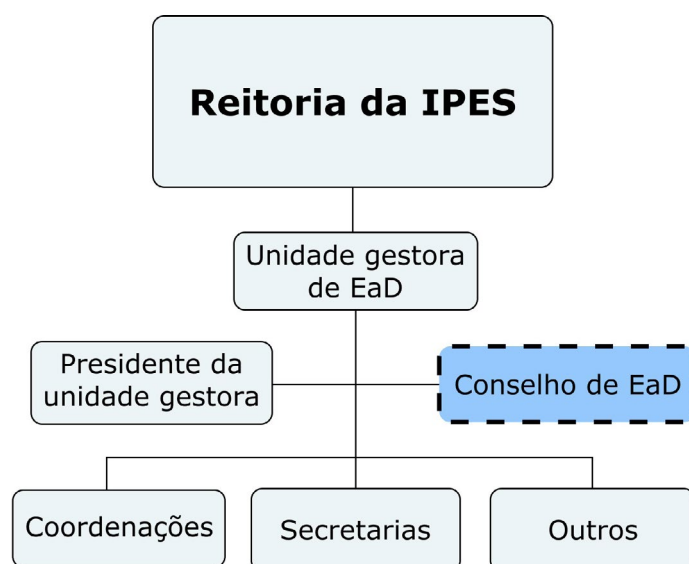 Reitoria da IPES
Unidade gestora
de EaD
Presidente da
unidade gestora
Conselho de EaD
Coordenações
Secretarias
Outros